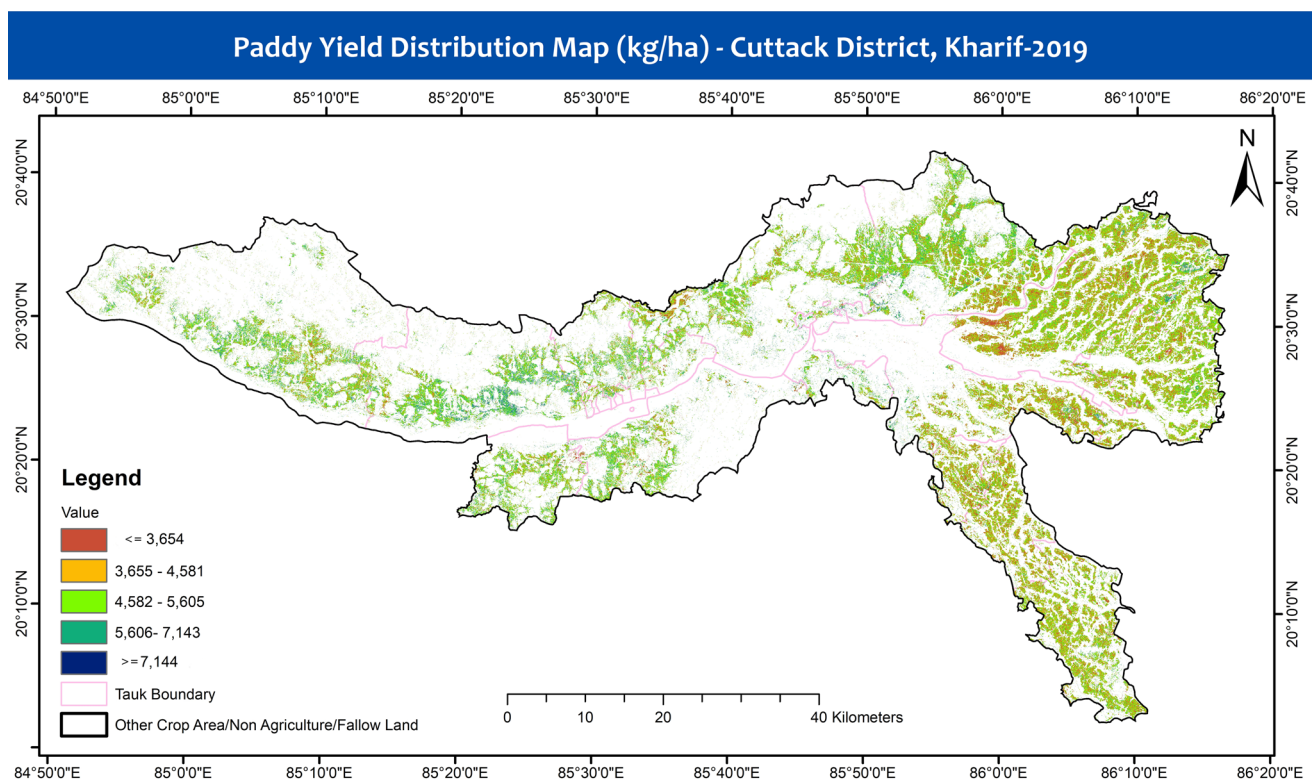 Paddy Yield Distribution Map (kg/ha) - Cuttack District, Kharif-2019
84°50'0"E 85°0'0"E 85°10'0"E 85°20'0"E 85°30'0"E 85°40'0"E 85°50'0"E 86°0'0"E 86°10'0"E 86°20'0"E
N
20°40'0"N 20°40'0"N
20°30'0"N 20°30'0"N
20°20'0"N 20°20'0"N
20°10'0"N 20°10'0"N
Legend
Value
<= 3,654
3,655 - 4,581
4,582 - 5,605
5,606- 7,143
>=7,144
Tauk Boundary
Other Crop Area/Non Agriculture/Fallow Land
0 10 20 40 Kilometers
84°50'0"E 85°0'0"E 85°10'0"E 85°20'0"E 85°30'0"E 85°40'0"E 85°50'0"E 86°0'0"E 86°10'0"E 86°20'0"E